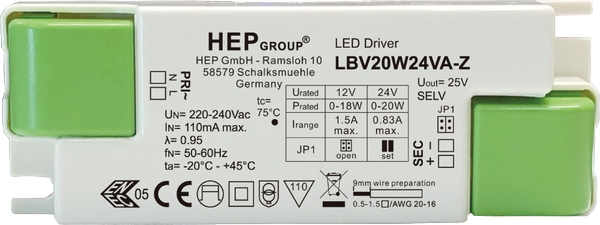 HEP GROUP®
HEP GmbH - Ramsloh 10
58579 Schalksmuehle
Germany
LED Driver
LBV20W24VA-Z
UOUT= 25V
SELV
JP1
PRI~
N
L
tc=
75°C
UN= 220-240Vac
IN= 110mA max.
λ= 0.95
fN= 50-60Hz
ta= -20°C - +45°C
Urated 12V 24V
Prated 0-18W 0-20W
Irange 1.5A max. 0.83A max.
JP1 open set
SEC
- +
05
110
9mm wire preparation
0.5-1.5□/AWG 20-16